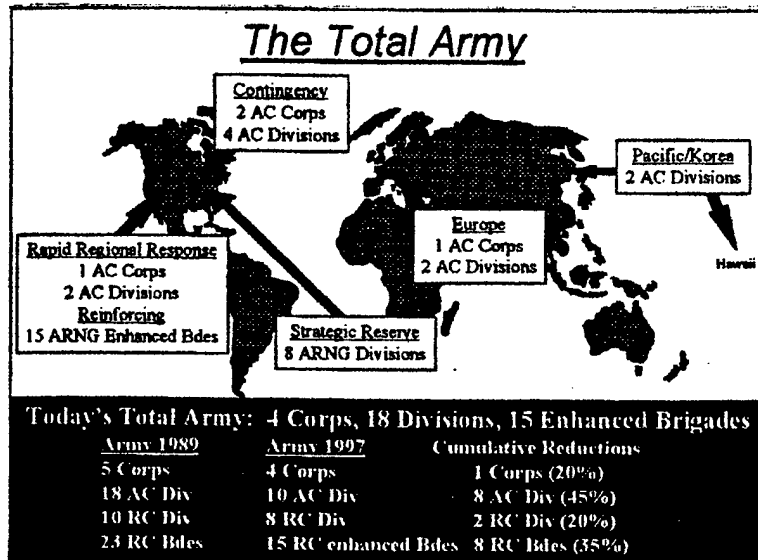 The Total Army
Contingency
2 AC Corps
4 AC Divisions
Pacific/Korea
2 AC Divisions
Hawaii
Europe
1 AC Corps
2 AC Divisions
Rapid Regional Response
1 AC Corps
2 AC Divisions
Reinforcing
15 ARNG Enhanced Bdes
Strategic Reserve
8 ARNG Divisions
Today's Total Army: 4 Corps, 18 Divisions, 15 Enhanced Brigades
Army 1989 Army 1997 Cumulative Reductions
5 Corps 4 Corps 1 Corps (20%)
18 AC Div 10 AC Div 8 AC Div (45%)
10 RC Div 8 RC Div 2 RC Div (20%)
23 RC Bdes 15 RC enhanced Bdes 8 RC Bdes (35%)